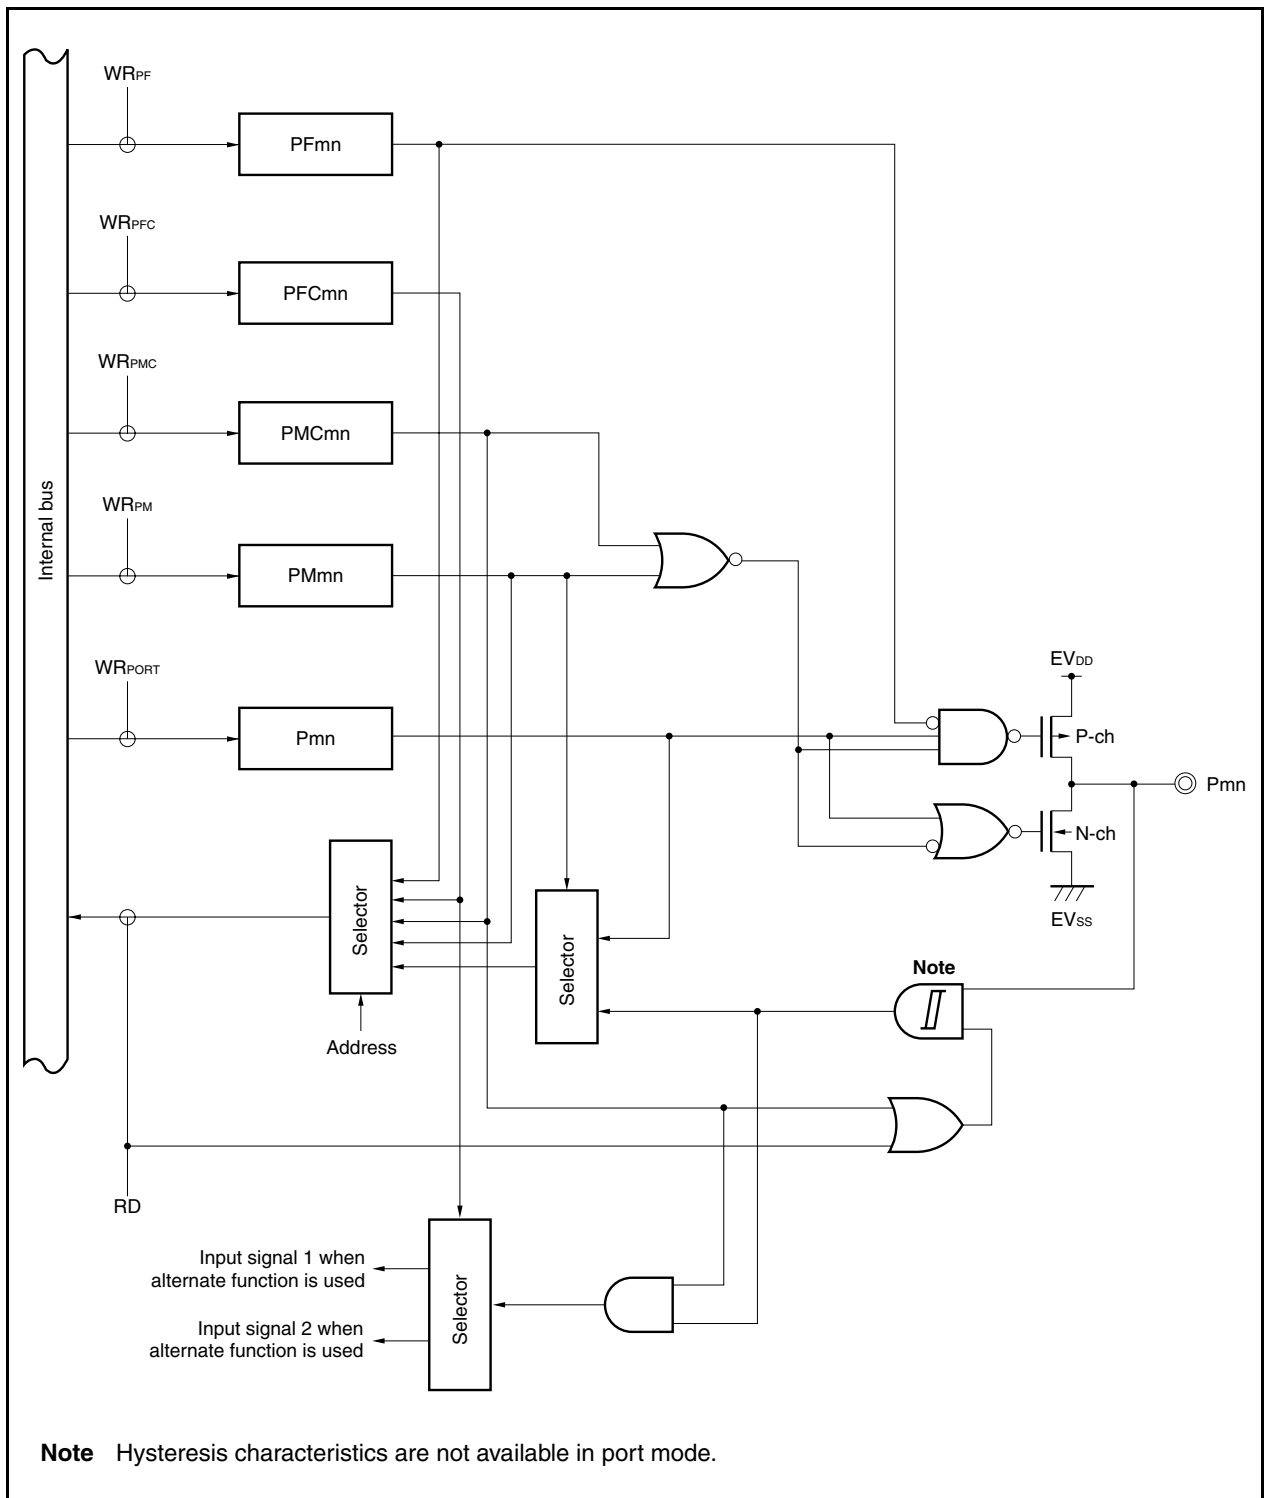 WRPF
PFmn
WRPFC
PFCmn
WRPMC
PMCmn
Internal bus
WRPM
PMmn
WRPORT
Pmn
EVDD
P-ch
Pmn
N-ch
EVSS
Selector
Selector
Note
Address
RD
Input signal 1 when
alternate function is used
Input signal 2 when
alternate function is used
Selector
Note Hysteresis characteristics are not available in port mode.